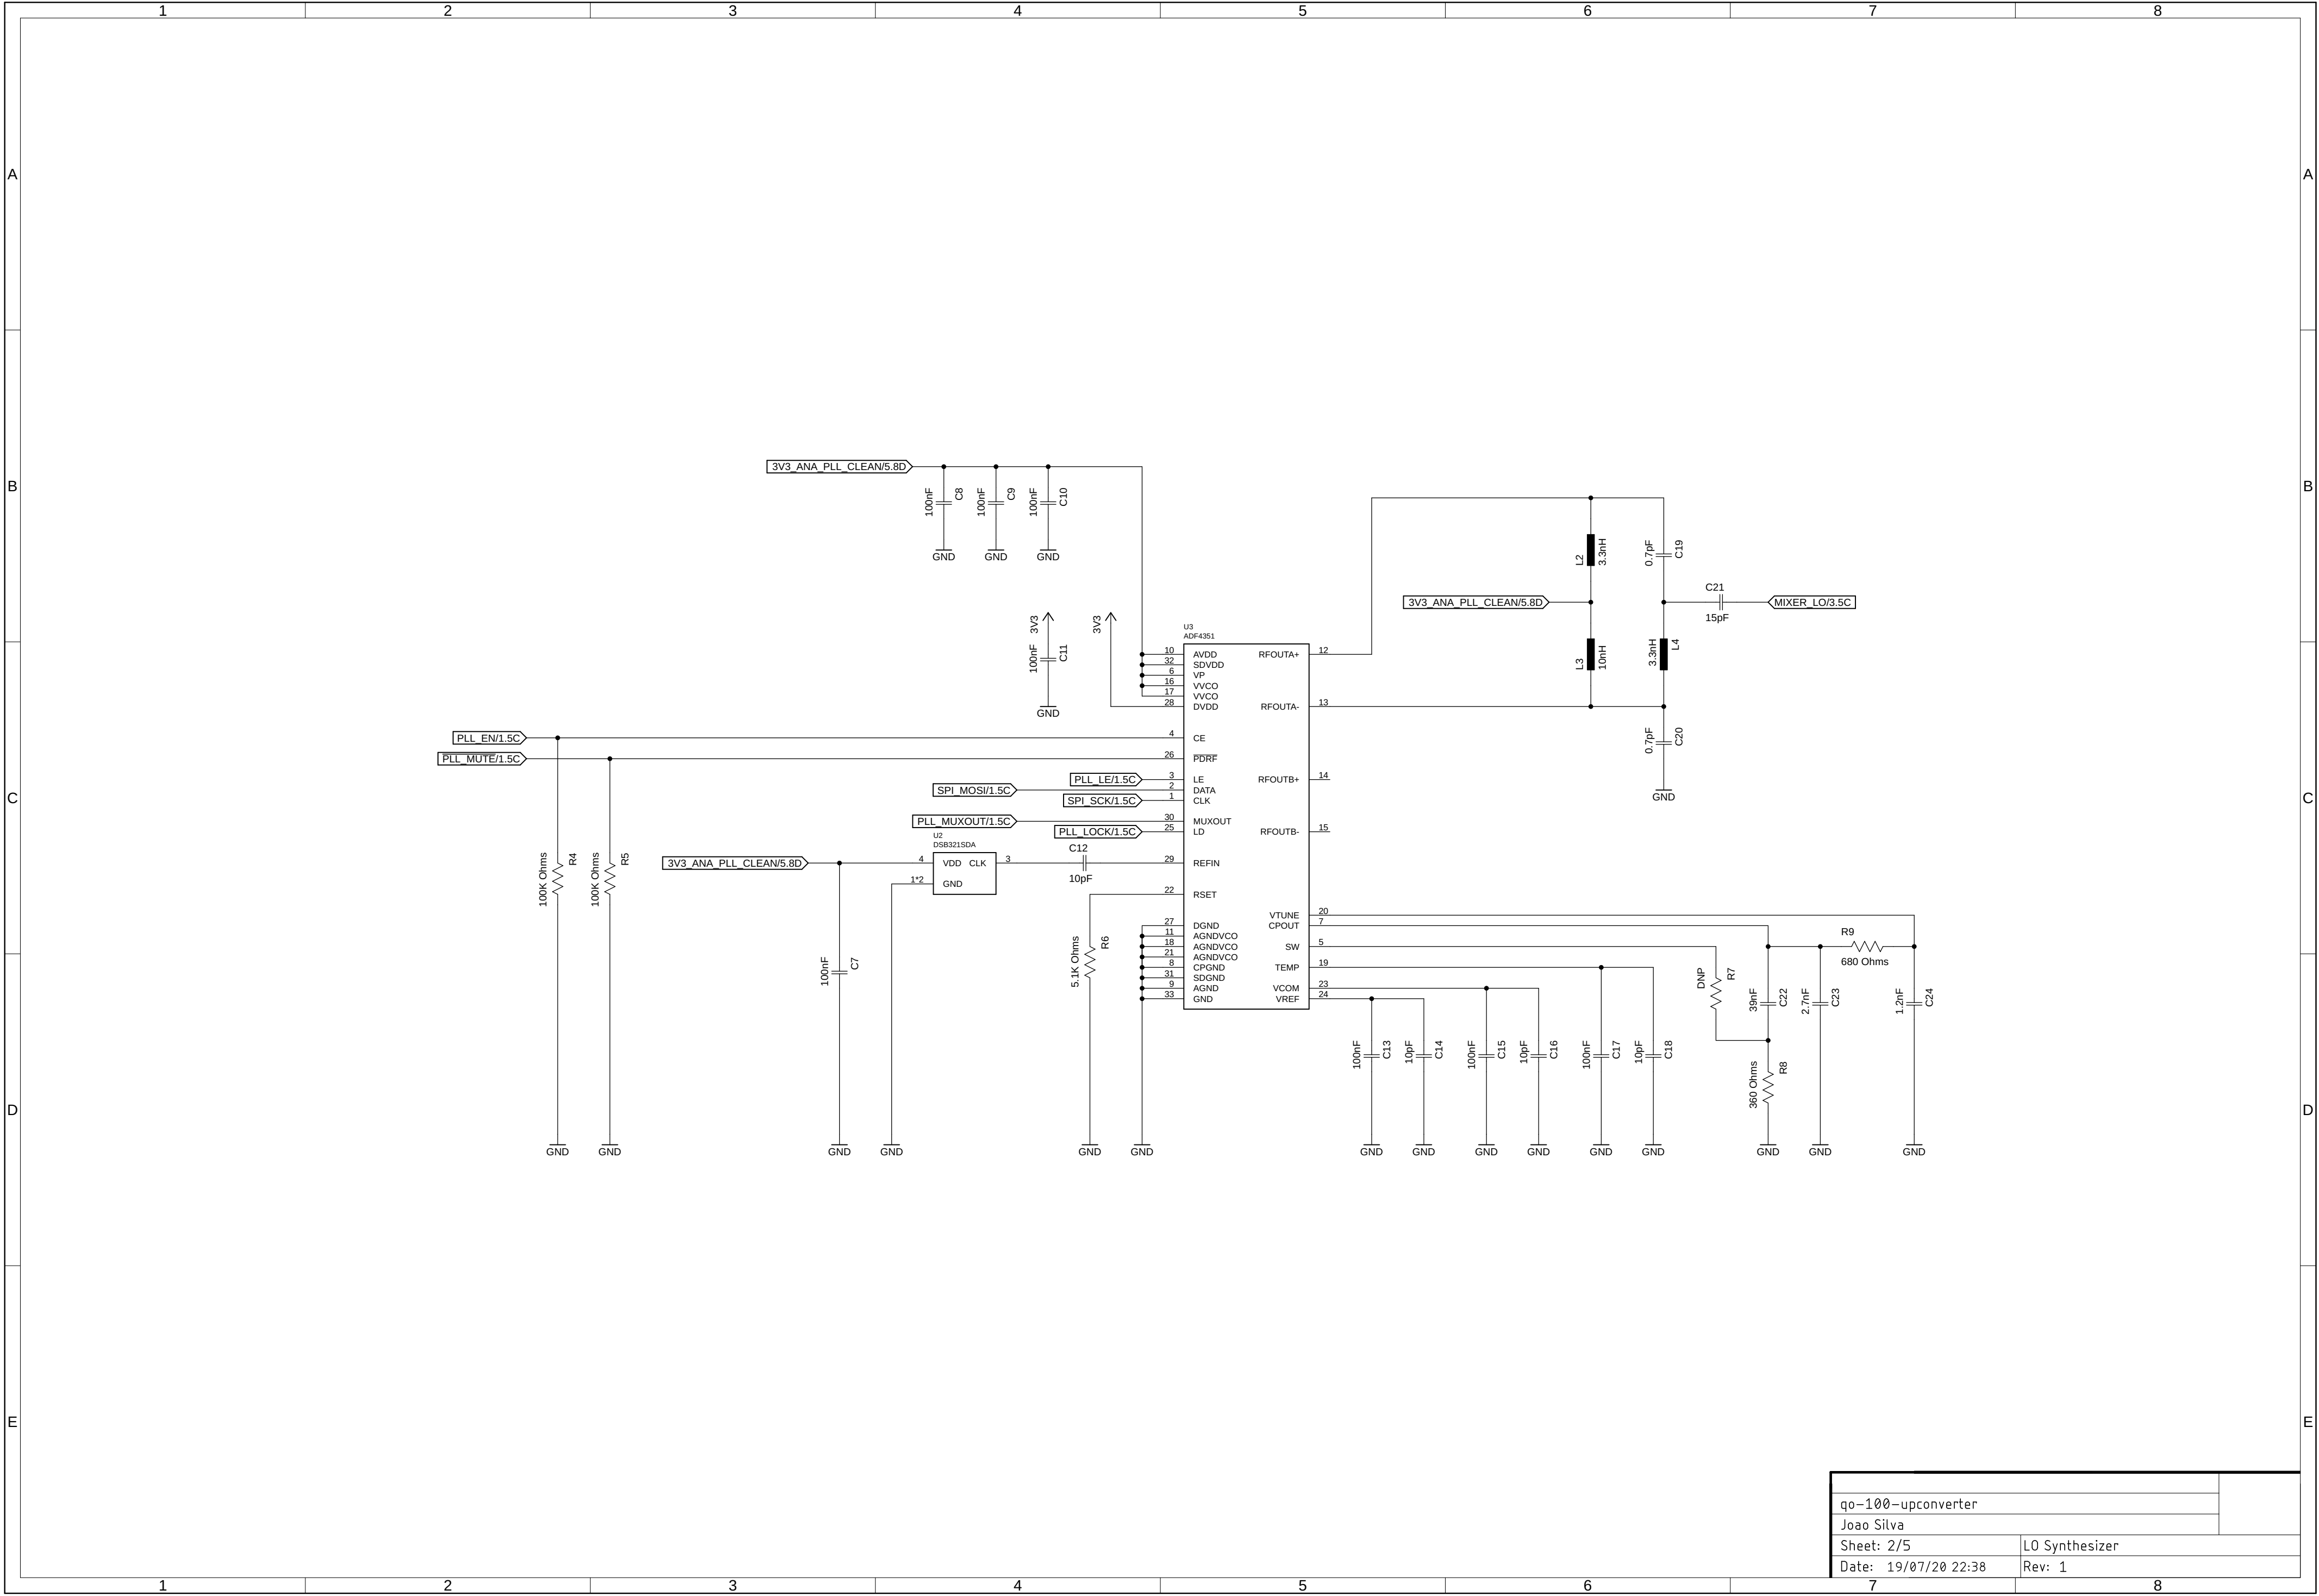 1 2 3 4 5 6 7 8
A A
B B
C C
D D
E E
3V3_ANA_PLL_CLEAN/5.8D
100nF C8
100nF C9
100nF C10
GND GND GND
3V3
100nF C11
GND
3V3
U3
ADF4351
10 AVDD
32 SDVDD
6 VP
16 VVCO
17 VVCO
28 DVDD
4 CE
26 PDRF
3 LE
2 DATA
1 CLK
30 MUXOUT
25 LD
29 REFIN
22 RSET
27 DGND
11 AGNDVCO
18 AGNDVCO
21 AGNDVCO
8 CPGND
31 SDGND
9 AGND
33 GND
RFOUTA+ 12
RFOUTA- 13
RFOUTB+ 14
RFOUTB- 15
VTUNE 20
CPOUT 7
SW 5
TEMP 19
VCOM 23
VREF 24
PLL_EN/1.5C
PLL_MUTE/1.5C
PLL_LE/1.5C
SPI_MOSI/1.5C
SPI_SCK/1.5C
PLL_MUXOUT/1.5C
PLL_LOCK/1.5C
U2
DSB321SDA
4 VDD CLK 3
1*2 GND
3V3_ANA_PLL_CLEAN/5.8D
C12
10pF
100K Ohms R4
100K Ohms R5
100nF C7
5.1K Ohms R6
GND GND GND GND GND GND
L2 3.3nH
0.7pF C19
3V3_ANA_PLL_CLEAN/5.8D
C21
15pF
MIXER_LO/3.5C
L3 10nH
3.3nH L4
0.7pF C20
GND
R9
680 Ohms
DNP R7
39nF C22
2.7nF C23
1.2nF C24
360 Ohms R8
100nF C13
10pF C14
100nF C15
10pF C16
100nF C17
10pF C18
GND GND GND GND GND GND GND GND GND
qo-100-upconverter
Joao Silva
Sheet: 2/5 LO Synthesizer
Date: 19/07/20 22:38 Rev: 1
1 2 3 4 5 6 7 8